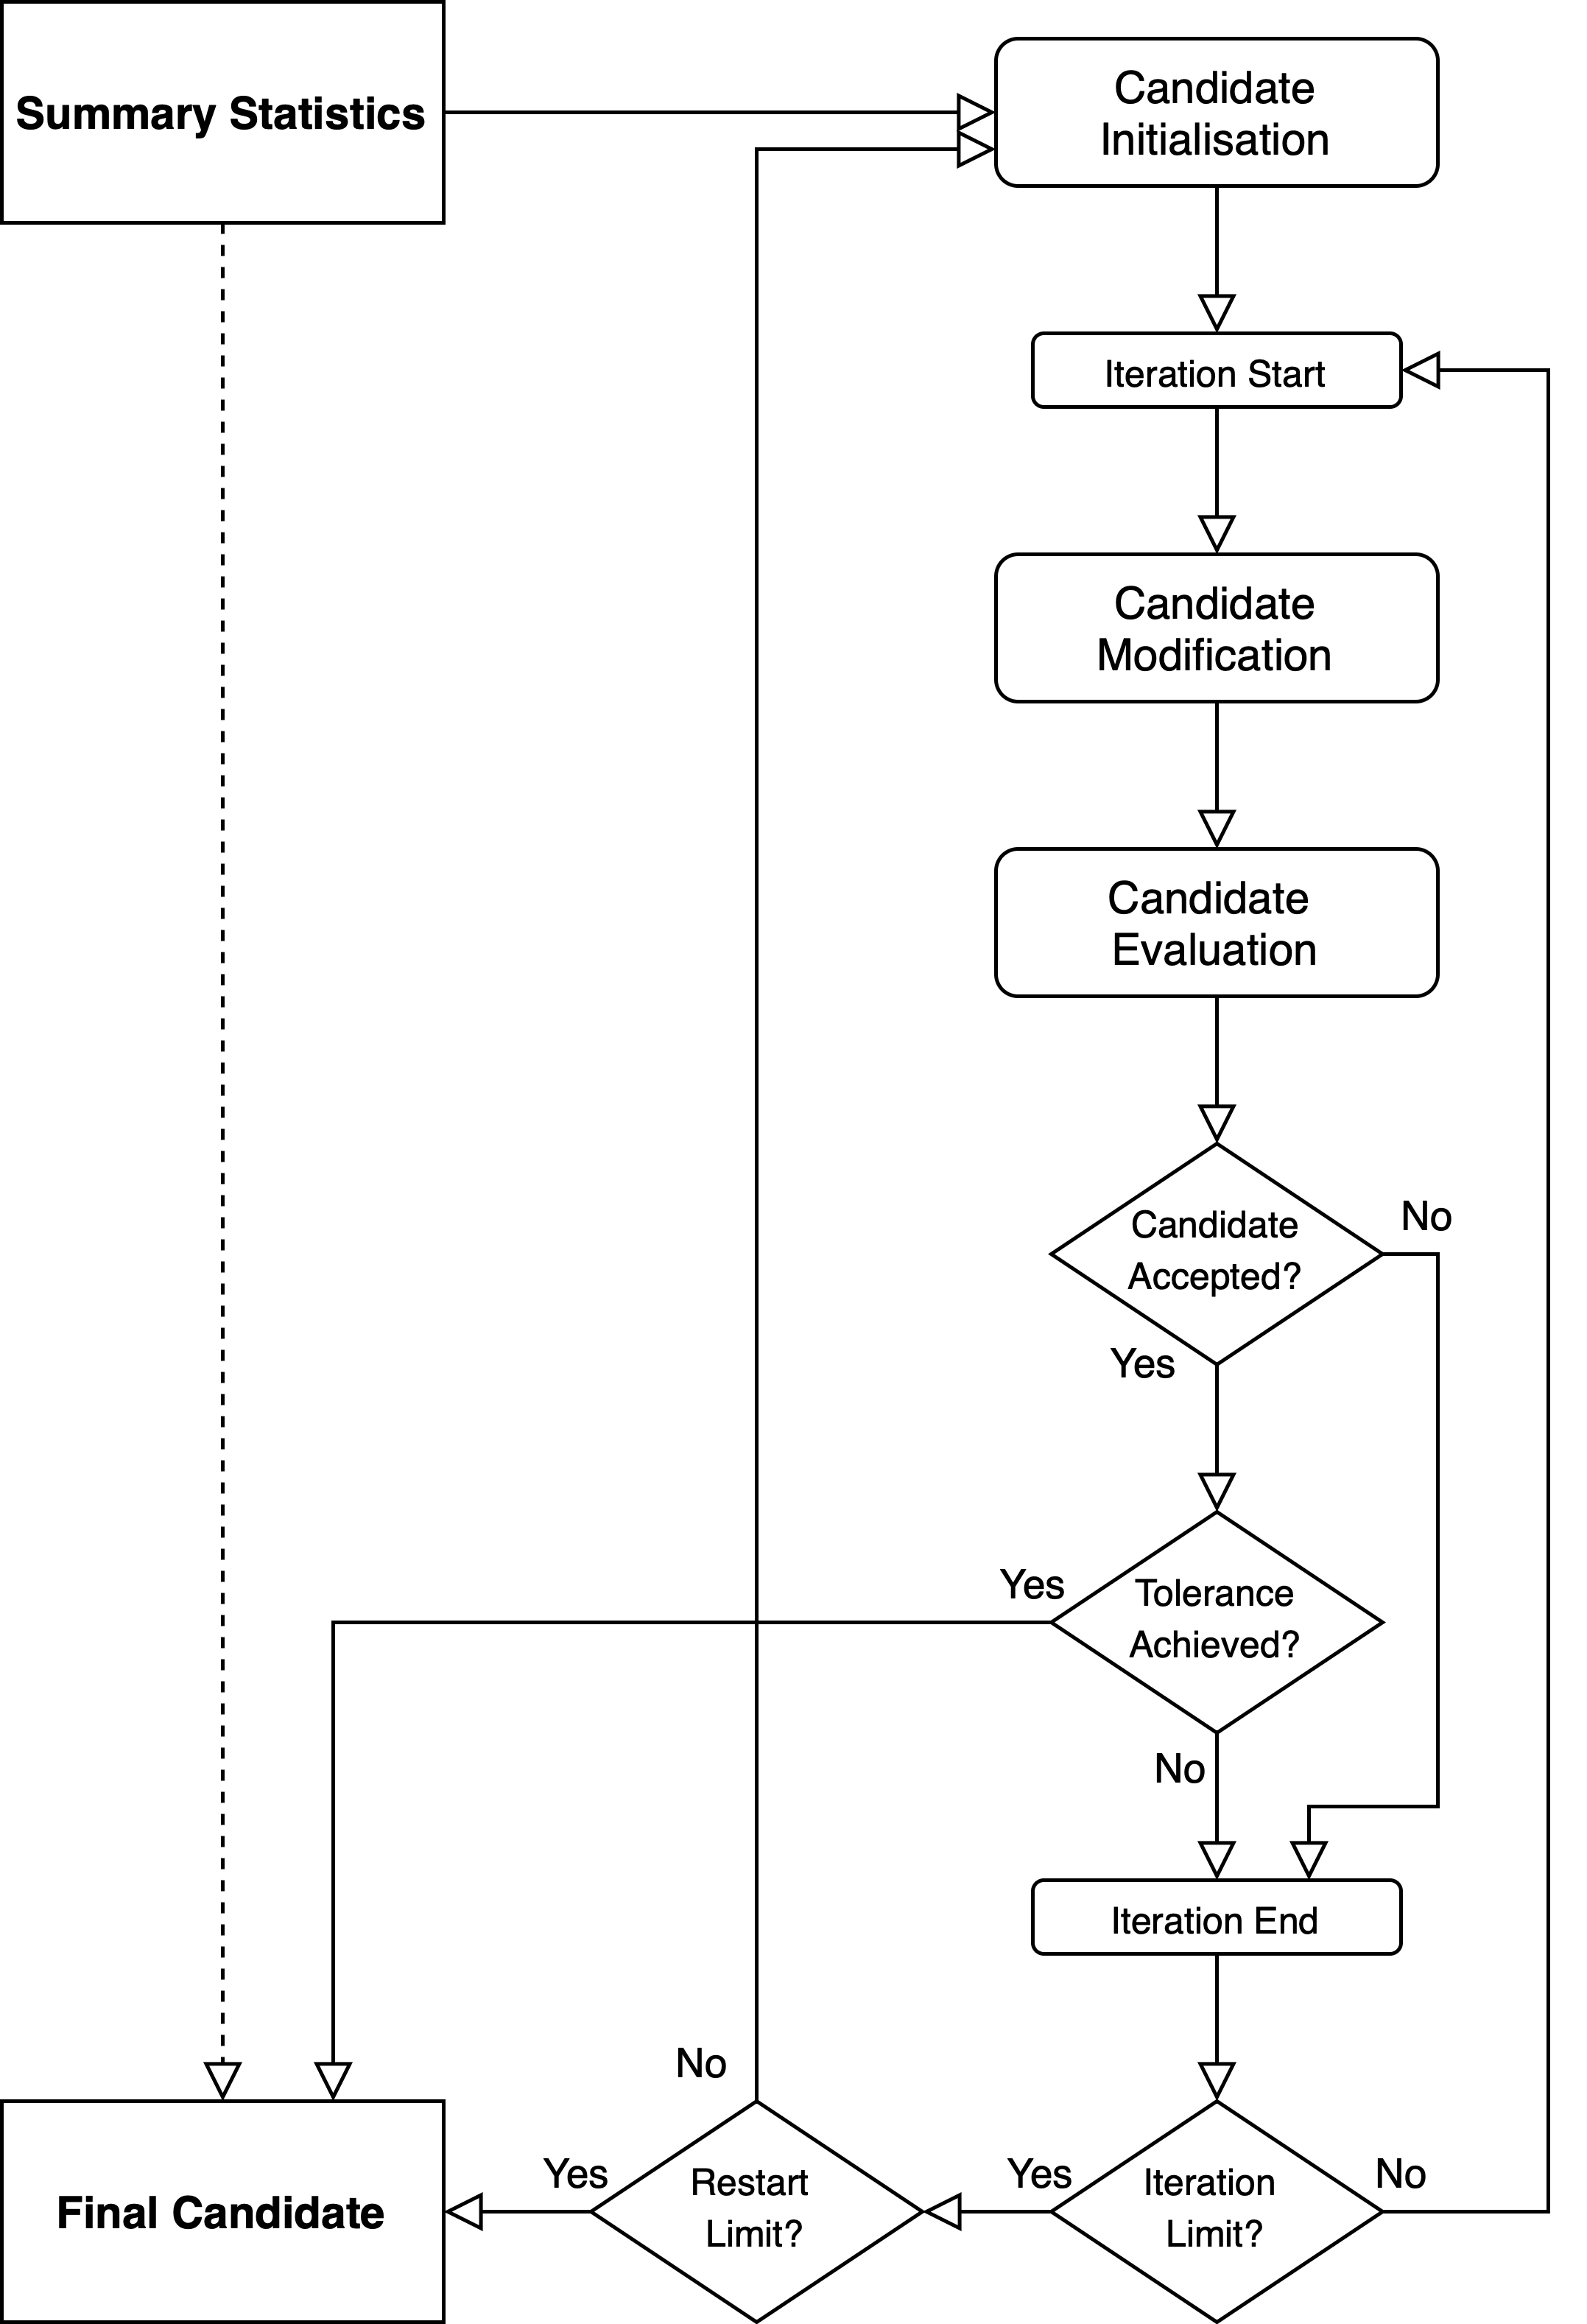 Summary Statistics
Candidate
Initialisation
Iteration Start
Candidate
Modification
Candidate
Evaluation
Candidate
Accepted?
No
Yes
Tolerance
Achieved?
Yes
No
Iteration End
Iteration
Limit?
No
Yes
Restart
Limit?
No
Yes
Final Candidate